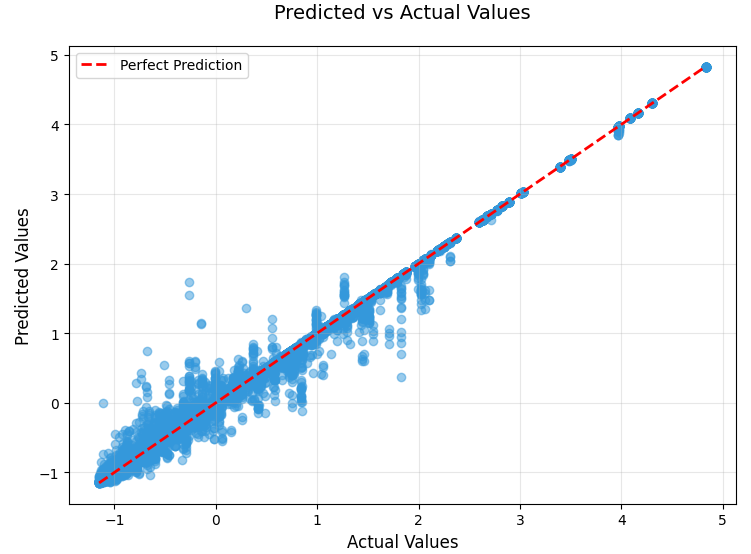 Predicted vs Actual Values
Perfect Prediction
Predicted Values
5
4
3
2
1
0
−1
−1 0 1 2 3 4 5
Actual Values